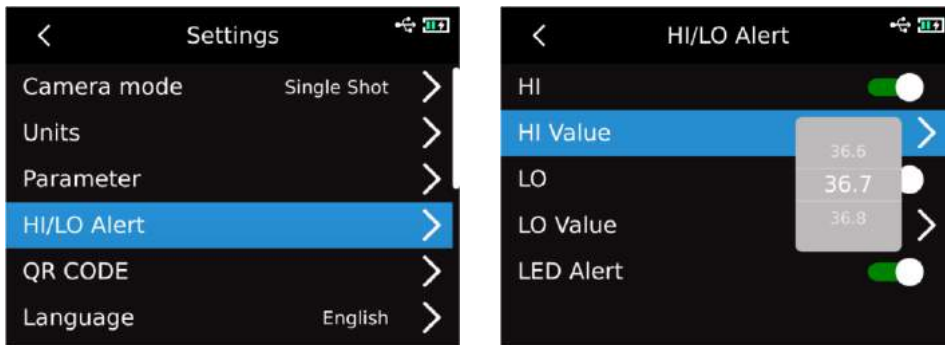 Settings
Camera mode Single Shot
Units
Parameter
HI/LO Alert
QR CODE
Language English
HI/LO Alert
HI
HI Value
36.6
LO
36.7
LO Value
36.8
LED Alert